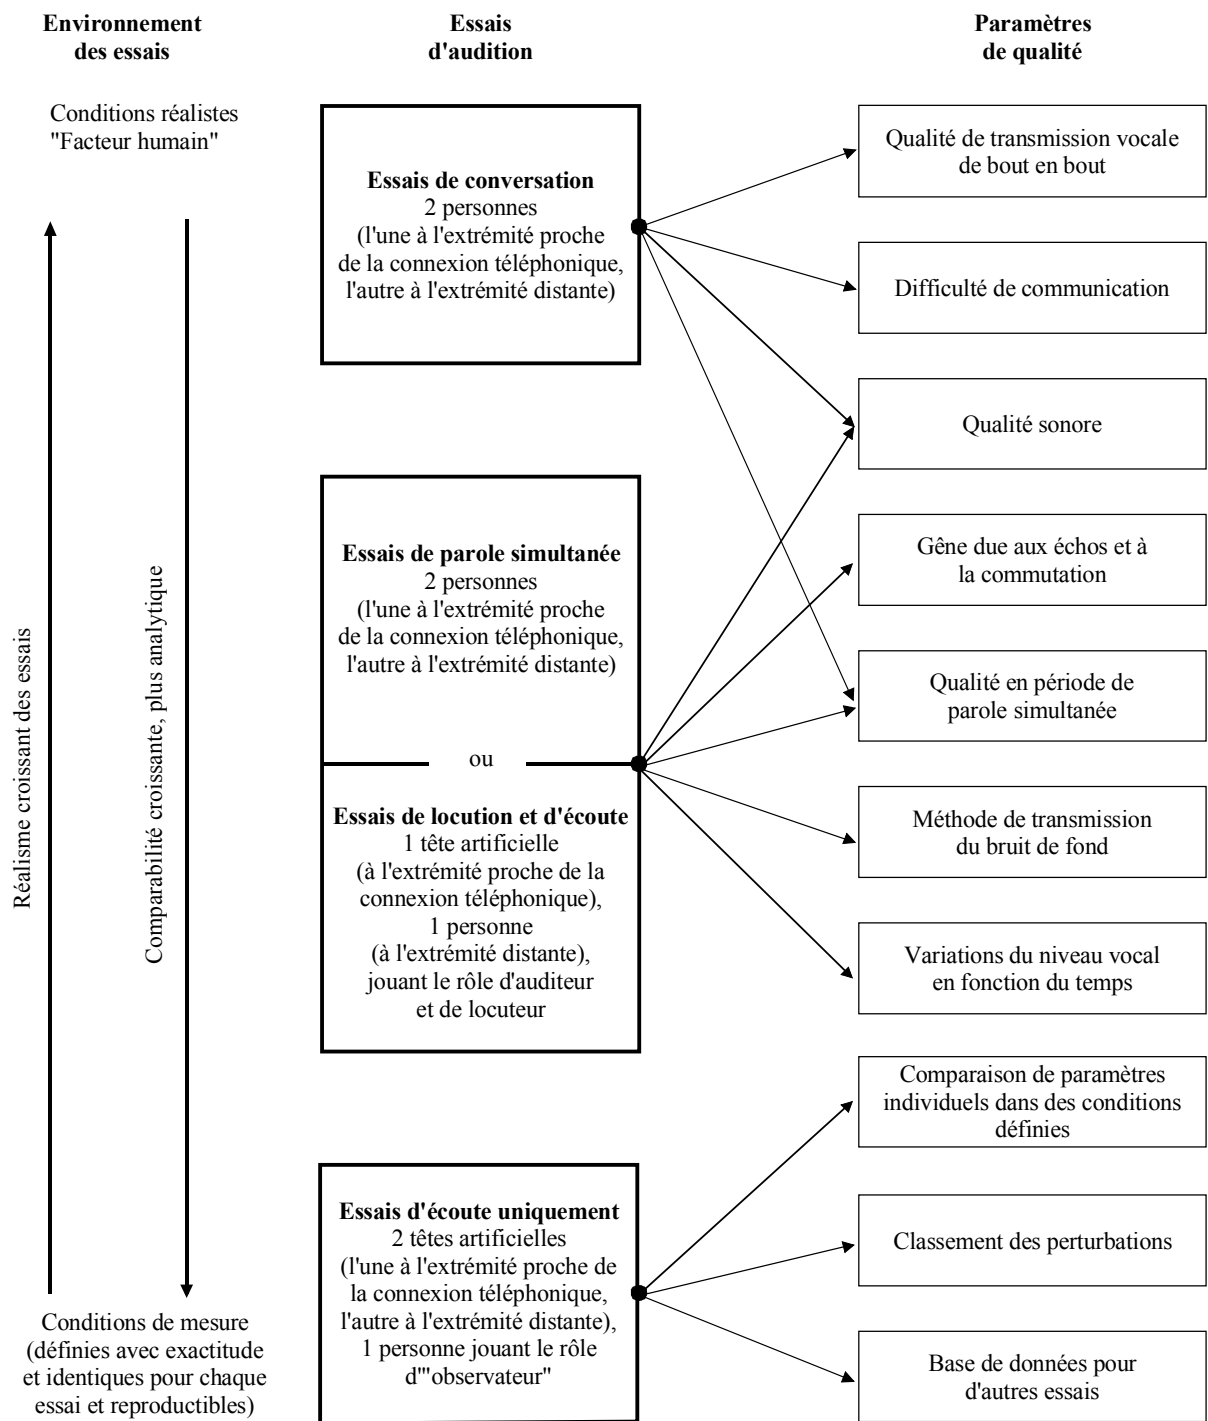 Environnement
des essais
Essais
d'audition
Paramètres
de qualité
Conditions réalistes
"Facteur humain"
Réalisme croissant des essais
Comparabilité croissante, plus analytique
Conditions de mesure
(définies avec exactitude
et identiques pour chaque
essai et reproductibles)
Essais de conversation
2 personnes
(l'une à l'extrémité proche
de la connexion téléphonique,
l'autre à l'extrémité distante)
Essais de parole simultanée
2 personnes
(l'une à l'extrémité proche
de la connexion téléphonique,
l'autre à l'extrémité distante)
ou
Essais de locution et d'écoute
1 tête artificielle
(à l'extrémité proche de la
connexion téléphonique),
1 personne
(à l'extrémité distante),
jouant le rôle d'auditeur
et de locuteur
Essais d'écoute uniquement
2 têtes artificielles
(l'une à l'extrémité proche de
la connexion téléphonique,
l'autre à l'extrémité distante),
1 personne jouant le rôle
d'"observateur"
Qualité de transmission vocale
de bout en bout
Difficulté de communication
Qualité sonore
Gêne due aux échos et à
la commutation
Qualité en période de
parole simultanée
Méthode de transmission
du bruit de fond
Variations du niveau vocal
en fonction du temps
Comparaison de paramètres
individuels dans des conditions
définies
Classement des perturbations
Base de données pour
d'autres essais